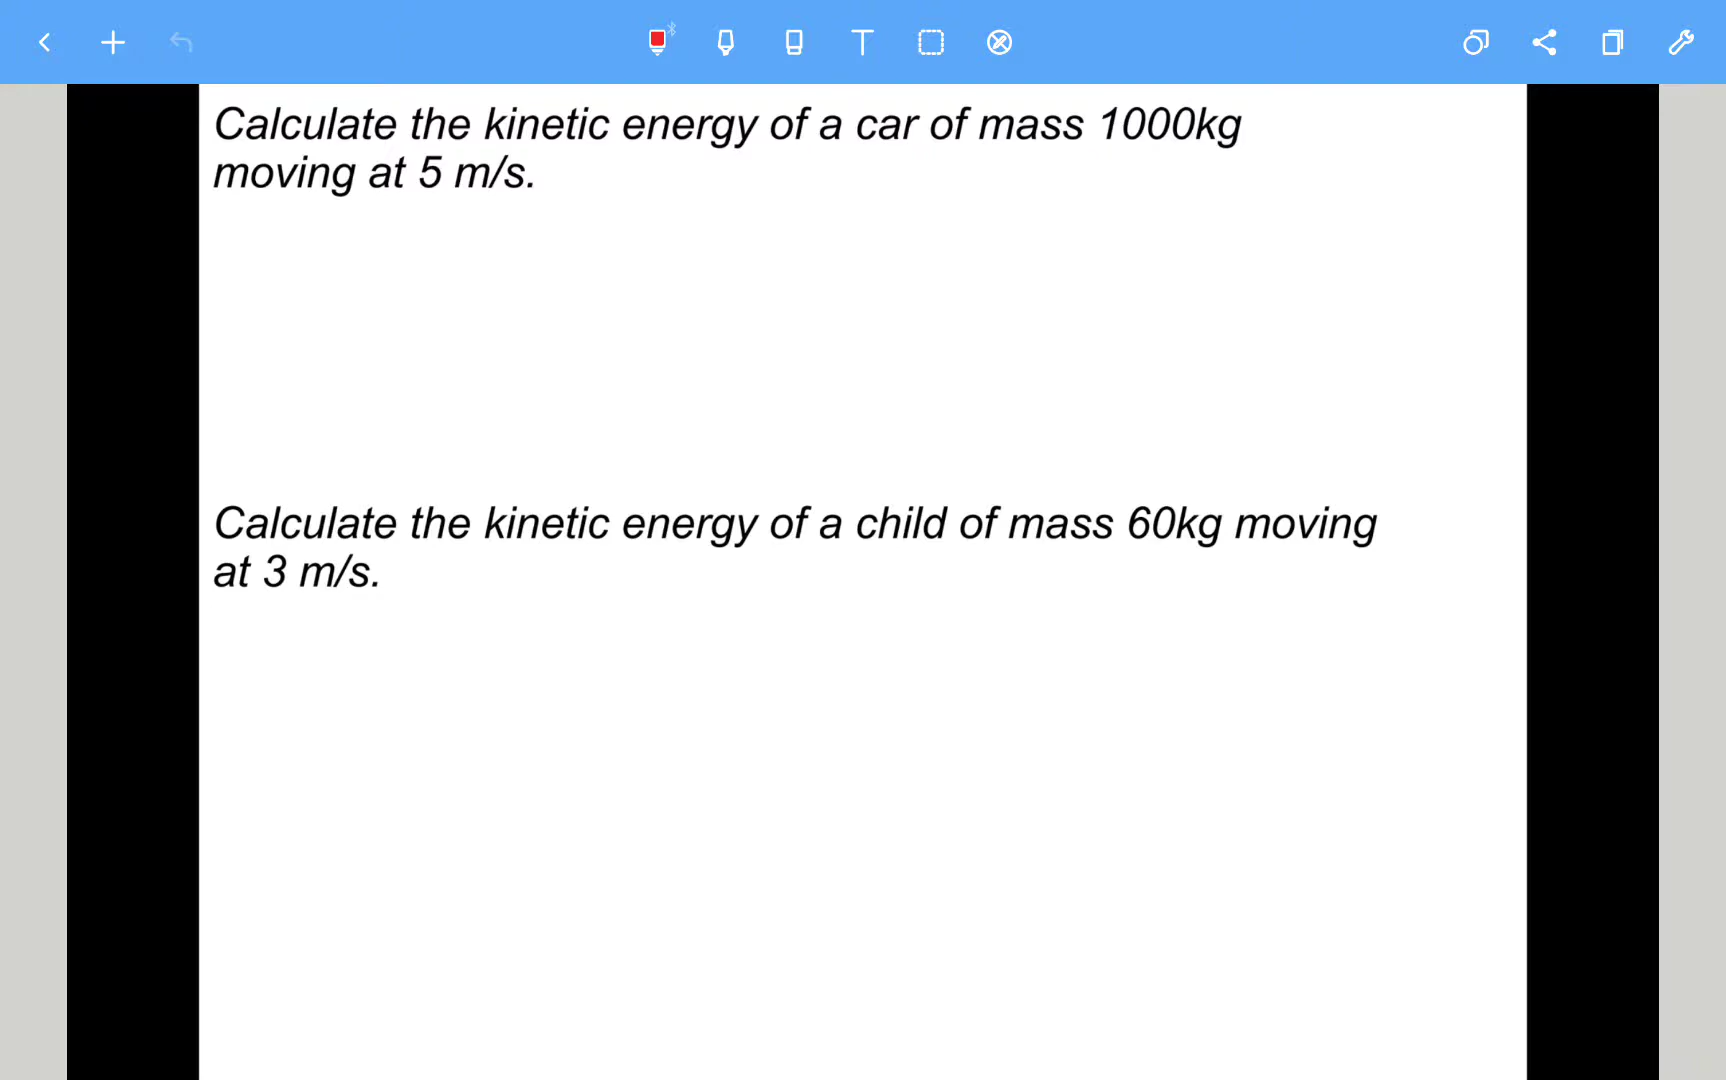 Calculate the kinetic energy of a car of mass 1000kg
moving at 5 m/s.
Calculate the kinetic energy of a child of mass 60kg moving
at 3 m/s.